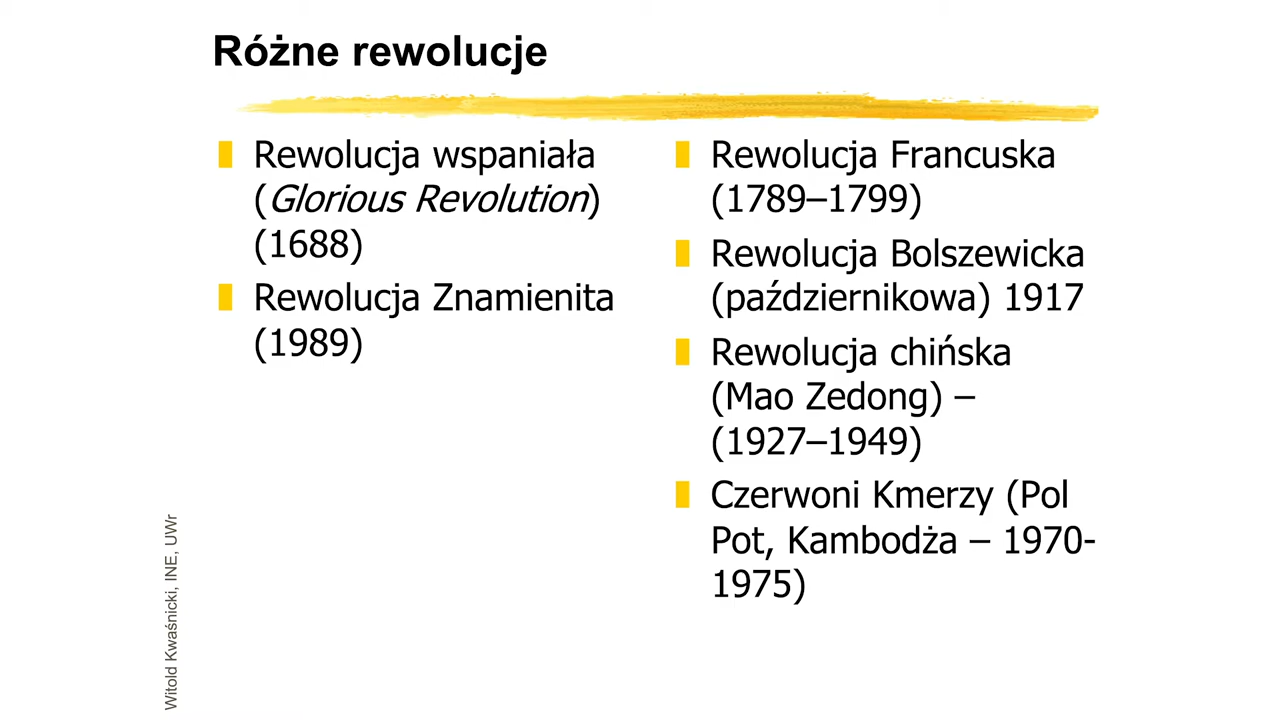 Różne rewolucje
Rewolucja wspaniała
(Glorious Revolution)
(1688)
Rewolucja Znamienita
(1989)
Rewolucja Francuska
(1789–1799)
Rewolucja Bolszewicka
(październikowa) 1917
Rewolucja chińska
(Mao Zedong) –
(1927–1949)
Czerwoni Kmerzy (Pol
Pot, Kambodża – 1970-
1975)
Witold Kwaśnicki, INE, UWr